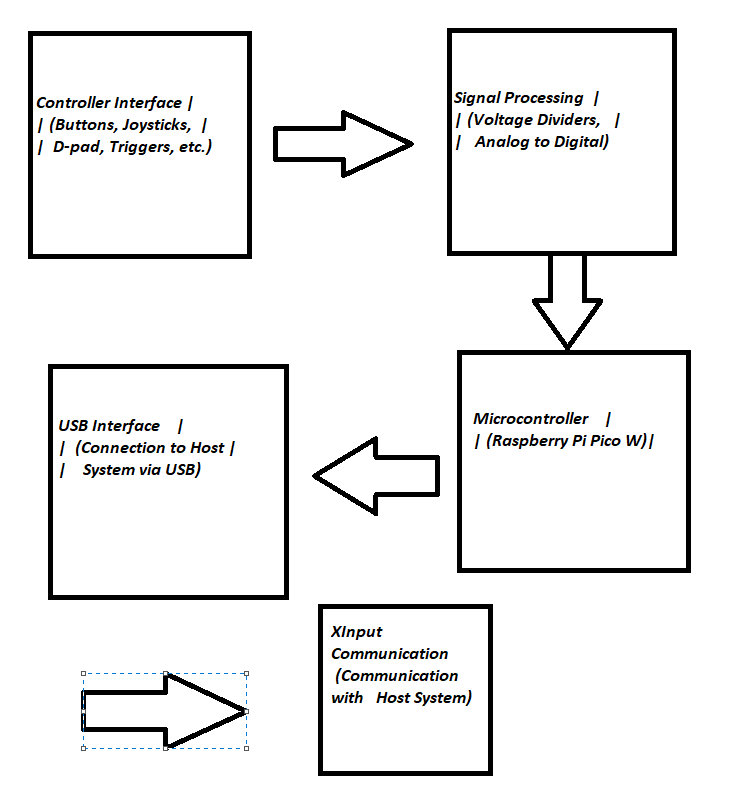 Controller Interface |
| (Buttons, Joysticks, |
| D-pad, Triggers, etc.)
Signal Processing |
| (Voltage Dividers, |
| Analog to Digital)
Microcontroller |
| (Raspberry Pi Pico W)|
USB Interface |
| (Connection to Host |
| System via USB)
XInput
Communication
(Communication
with Host System)